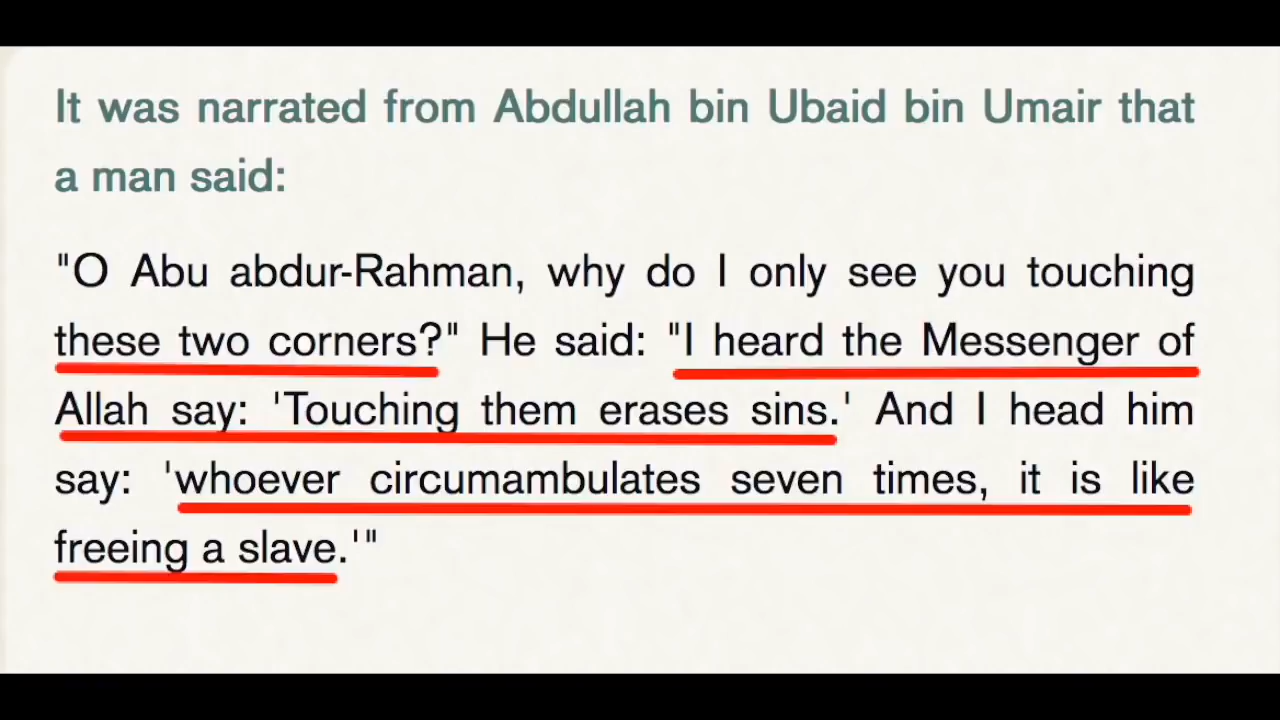 It was narrated from Abdullah bin Ubaid bin Umair that
a man said:
"O Abu abdur-Rahman, why do I only see you touching
these two corners?" He said: "I heard the Messenger of
Allah say: 'Touching them erases sins.' And I head him
say: 'whoever circumambulates seven times, it is like
freeing a slave.'"